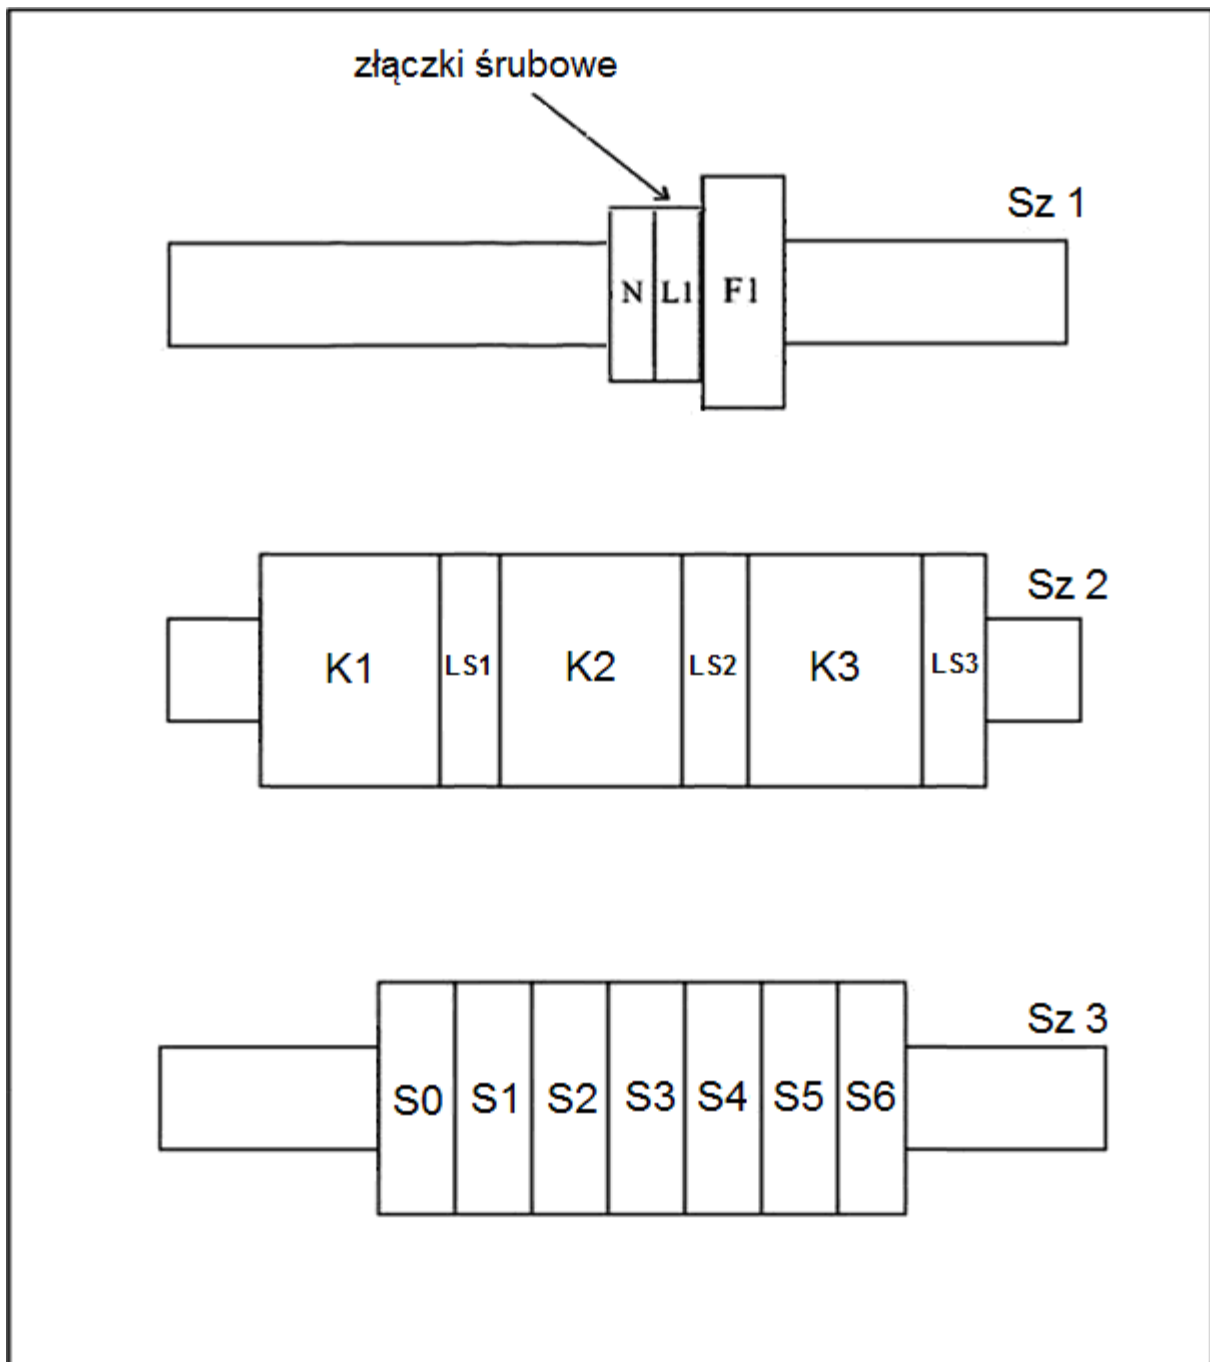 złączki śrubowe
Sz 1
N L1 F1
Sz 2
K1 LS1 K2 LS2 K3 LS3
Sz 3
S0 S1 S2 S3 S4 S5 S6